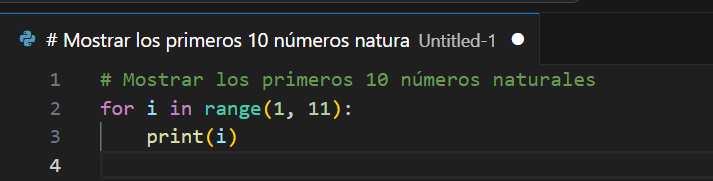 # Mostrar los primeros 10 números natura Untitled-1
1 # Mostrar los primeros 10 números naturales
2 for i in range(1, 11):
3     print(i)
4